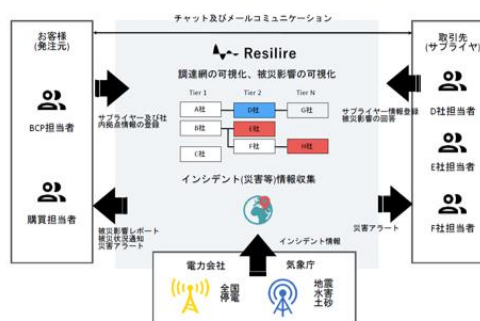 チャット及びメールコミュニケーション
お客様
(発注元)
BCP担当者
購買担当者
Resilire
調達網の可視化、被災影響の可視化
Tier 1
Tier 2
Tier N
A社
D社
G社
B社
E社
F社
H社
C社
サプライヤ及び社
内拠点情報の登録
サプライヤー情報登録
被災影響の回答
インシデント(災害等)情報収集
被災影響レポート
被災状況通知
災害アラート
インシデント情報
災害アラート
取引先
(サプライヤ)
D社担当者
E社担当者
F社担当者
電力会社
全国
停電
気象庁
地震
水害
土砂